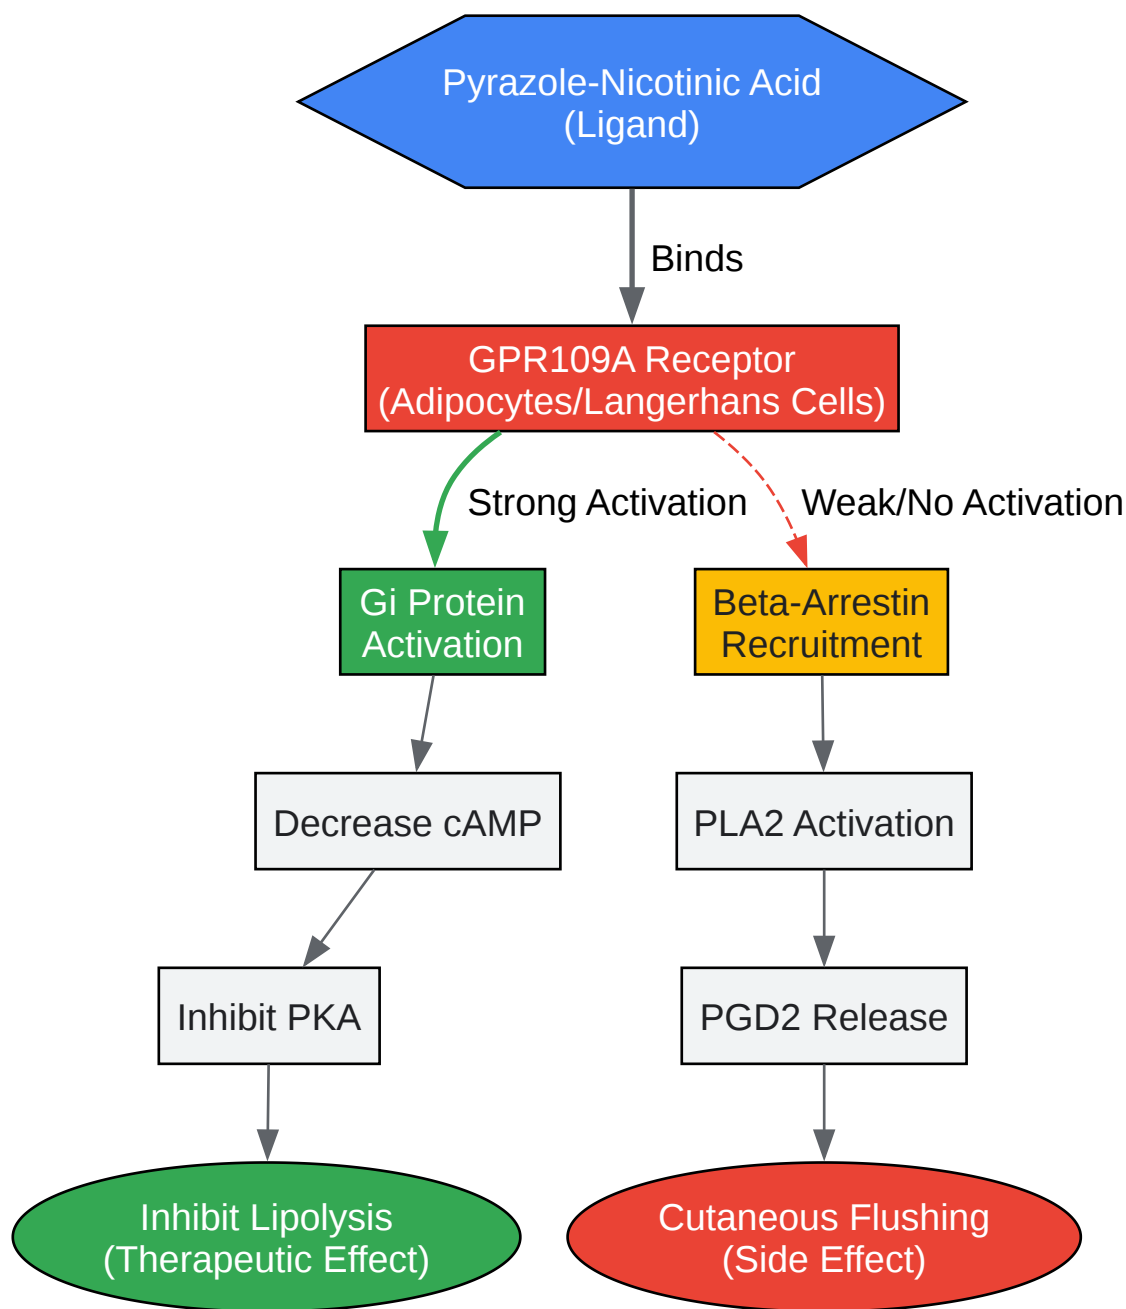 Pyrazole-Nicotinic Acid
(Ligand)
Binds
GPR109A Receptor
(Adipocytes/Langerhans Cells)
Strong Activation
Weak/No Activation
Gi Protein
Activation
Beta-Arrestin
Recruitment
Decrease cAMP
PLA2 Activation
Inhibit PKA
PGD2 Release
Inhibit Lipolysis
(Therapeutic Effect)
Cutaneous Flushing
(Side Effect)